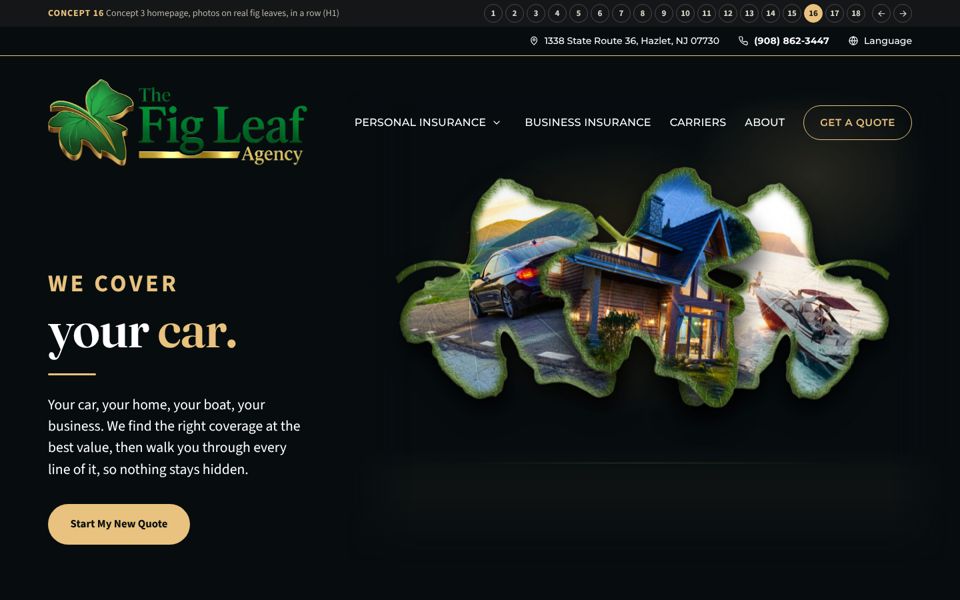 CONCEPT 16 Concept 3 homepage, photos on real fig leaves, in a row (H1)
1 2 3 4 5 6 7 8 9 10 11 12 13 14 15 16 17 18
1338 State Route 36, Hazlet, NJ 07730
(908) 862-3447
Language
The
Fig Leaf
Agency
PERSONAL INSURANCE
BUSINESS INSURANCE
CARRIERS
ABOUT
GET A QUOTE
WE COVER
your car.
Your car, your home, your boat, your
business. We find the right coverage at the
best value, then walk you through every
line of it, so nothing stays hidden.
Start My New Quote